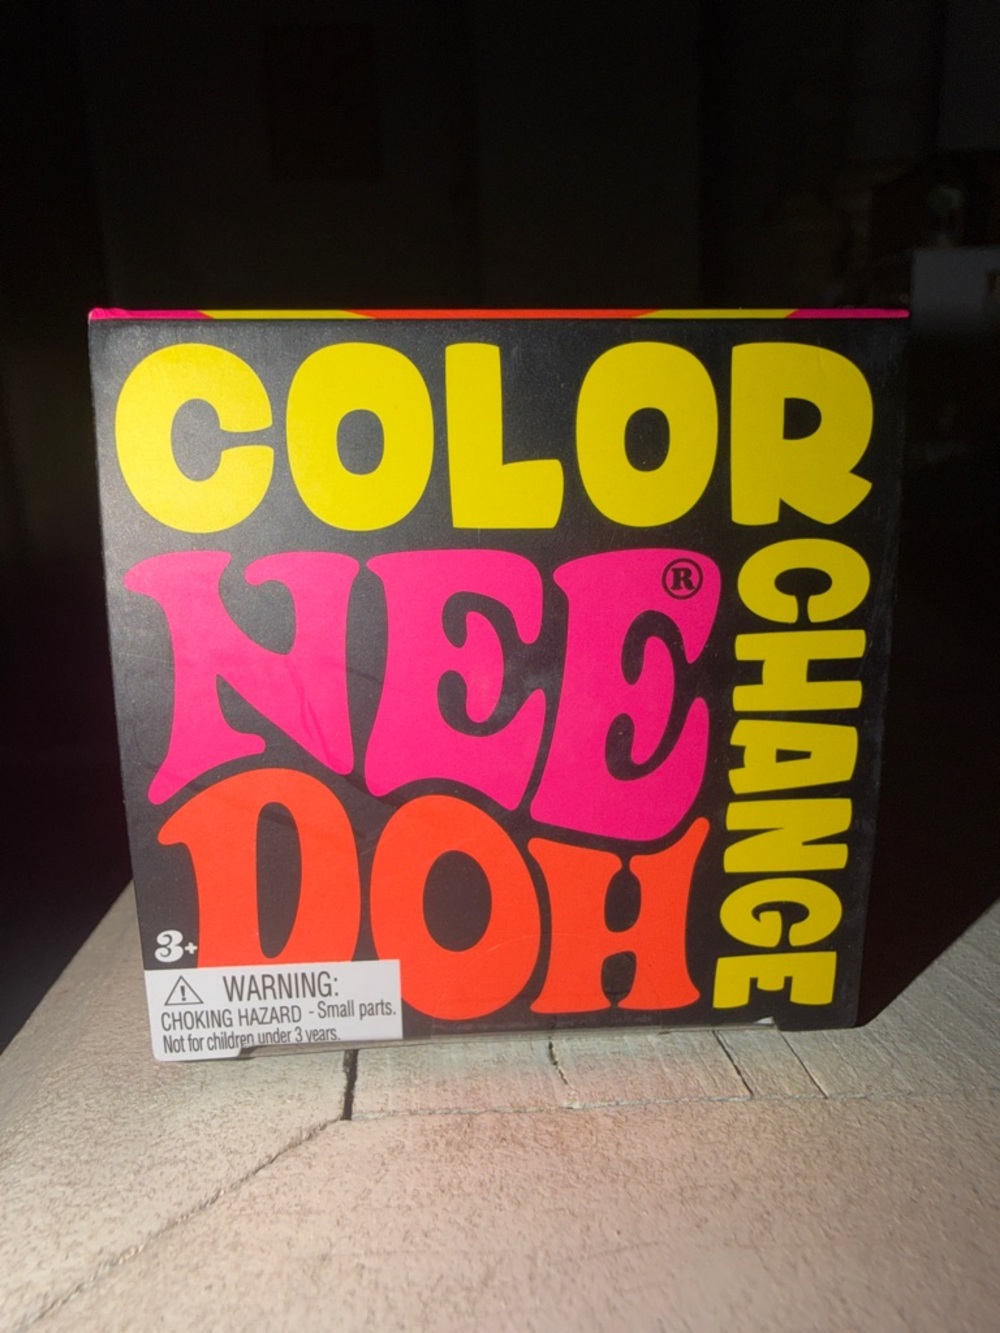 COLOR
CHANGE
NEE®
DOH
3+
⚠ WARNING:
CHOKING HAZARD - Small parts.
Not for children under 3 years.